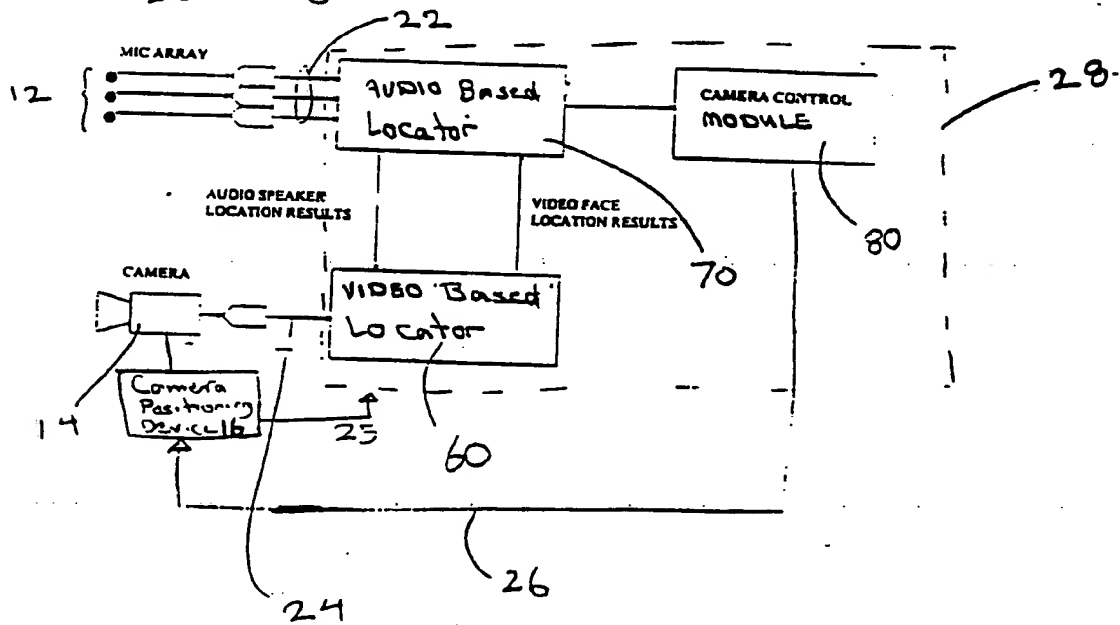 22
MIC ARRAY
12
AUDIO Based
Locator
CAMERA CONTROL
MODULE
28
AUDIO SPEAKER
LOCATION RESULTS
VIDEO FACE
LOCATION RESULTS
70
80
CAMERA
VIDEO Based
Locator
14
Camera
Positioning
Device 16
25
60
26
24